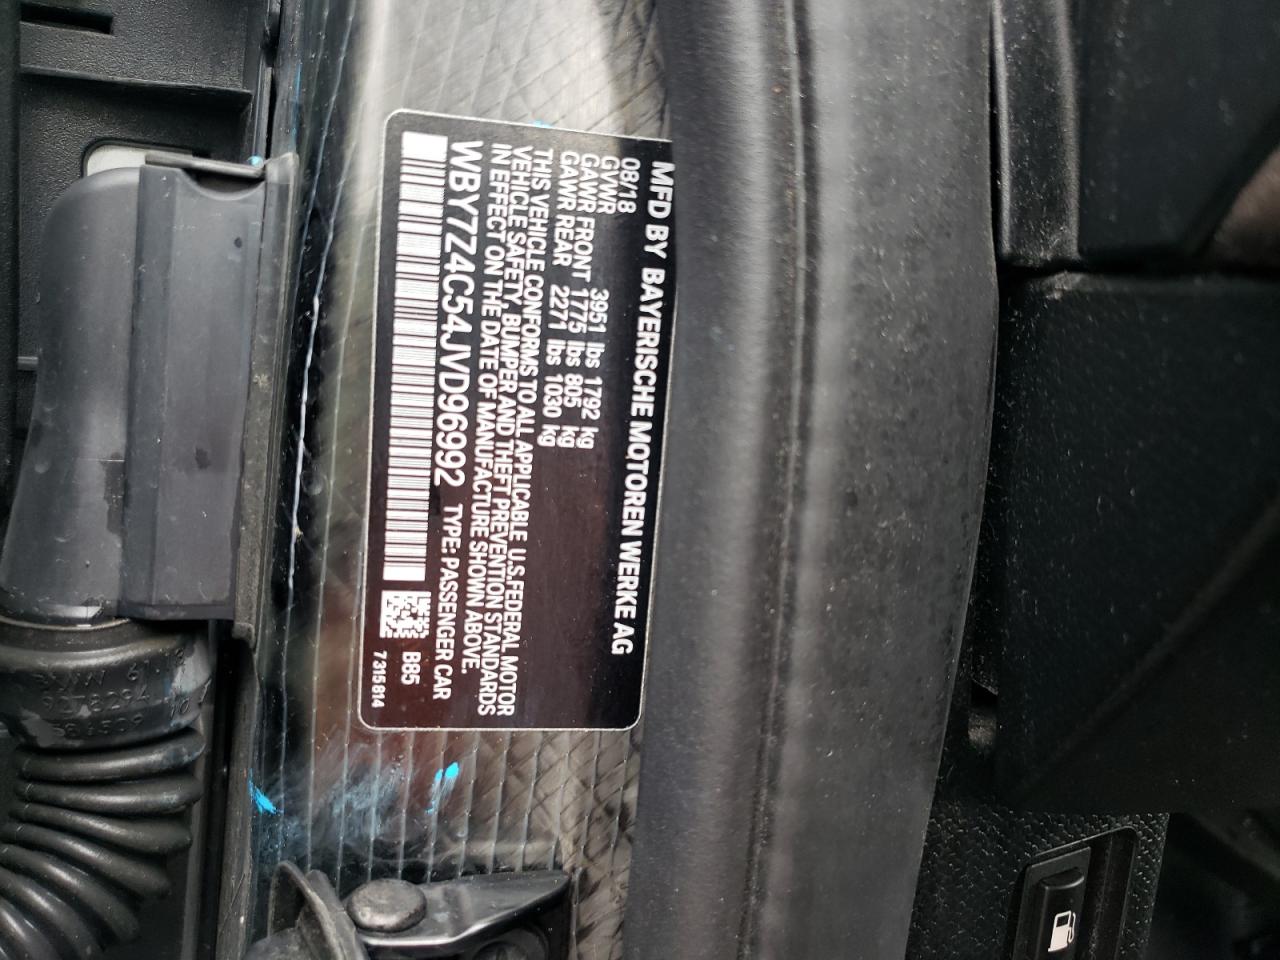 MFD BY BAYERISCHE MOTOREN WERKE AG
08/18
GVWR 3951 lbs 1792 kg
GAWR FRONT 1775 lbs 805 kg
GAWR REAR 2271 lbs 1030 kg
THIS VEHICLE CONFORMS TO ALL APPLICABLE U.S.FEDERAL MOTOR
VEHICLE SAFETY, BUMPER AND THEFT PREVENTION STANDARDS
IN EFFECT ON THE DATE OF MANUFACTURE SHOWN ABOVE.
WBY7Z4C54JVD96992 TYPE: PASSENGER CAR
B85
7315814
BMW 61